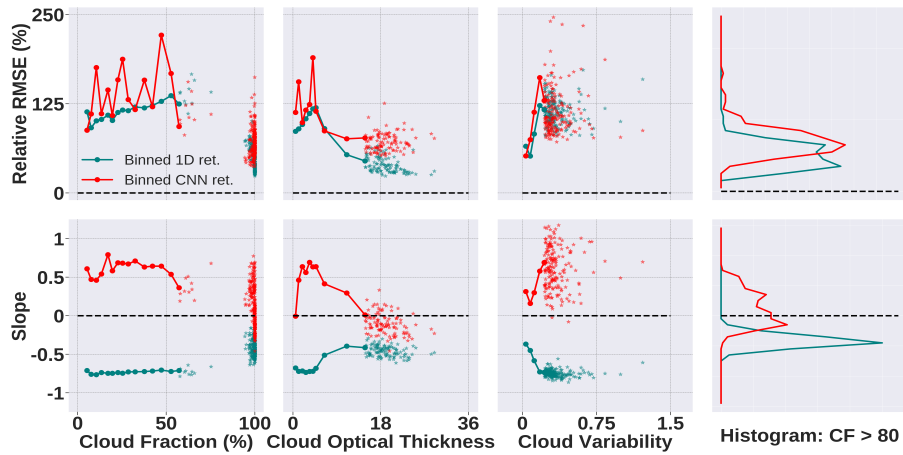 Relative RMSE (%)
250
125
0
Binned 1D ret.
Binned CNN ret.
Slope
1
0.5
0
-0.5
-1
0 50 100
0 18 36
0 0.75 1.5
Cloud Fraction (%)
Cloud Optical Thickness
Cloud Variability
Histogram: CF > 80